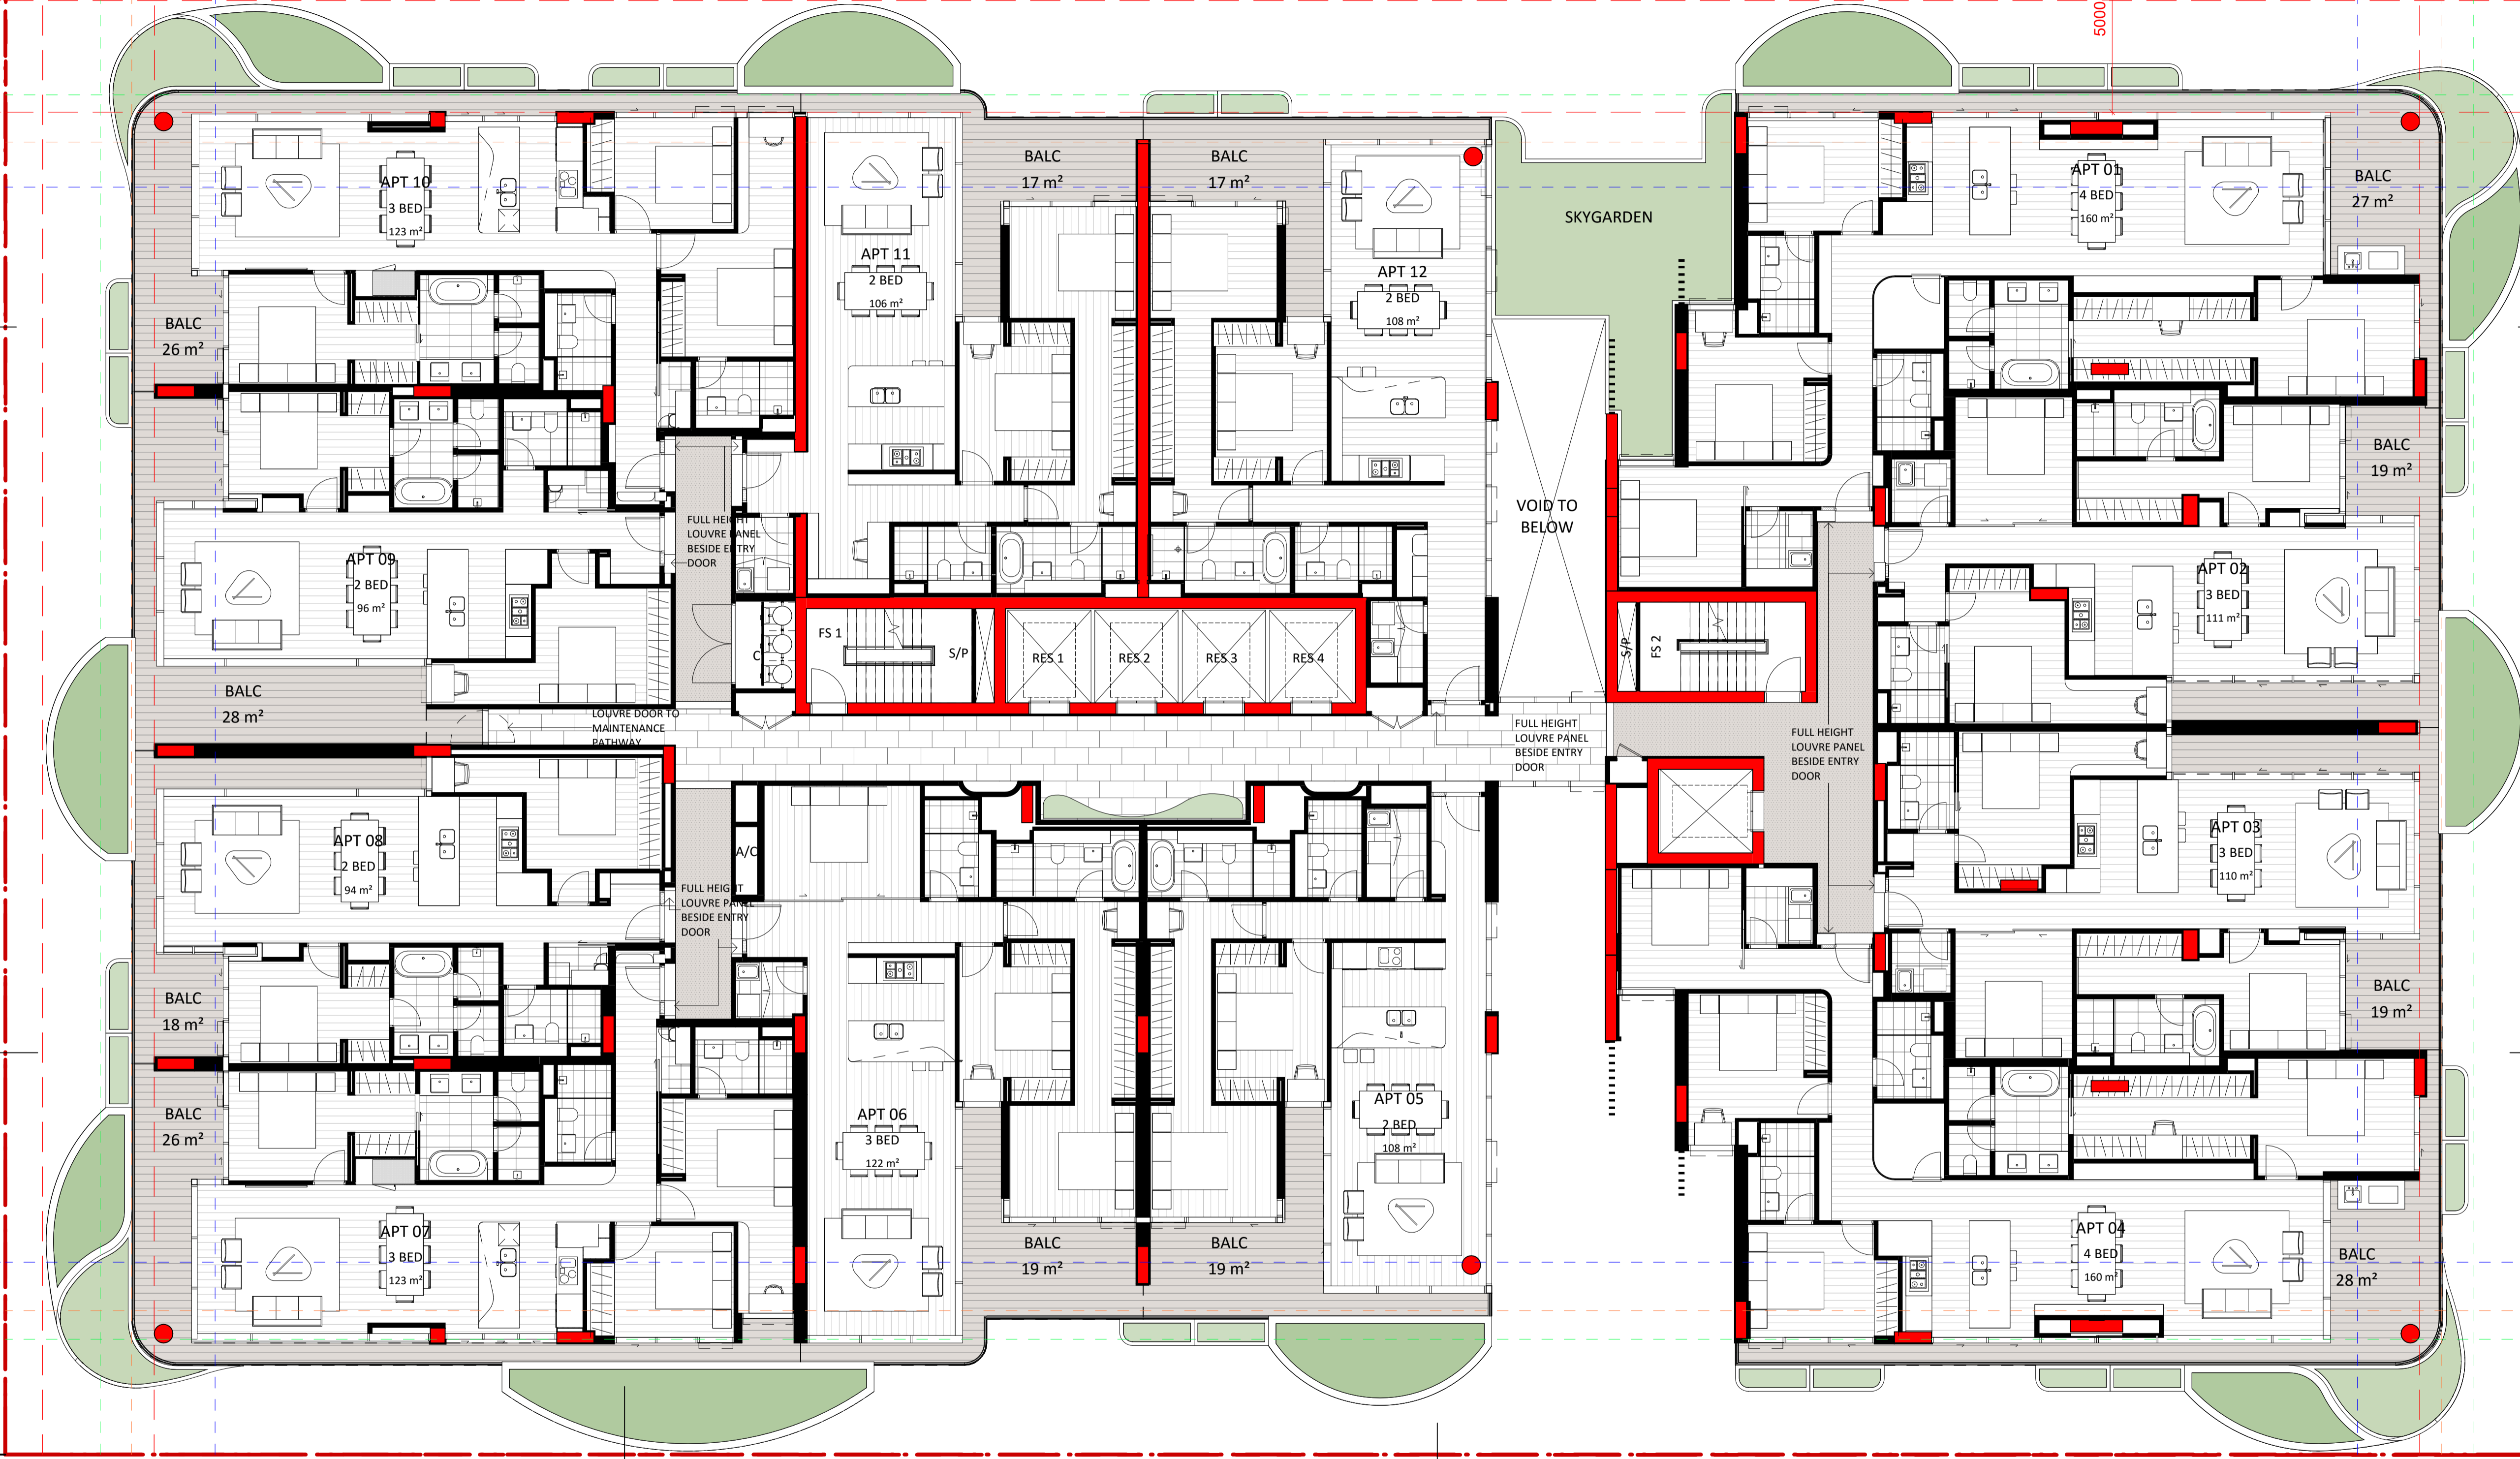 5000
APT 10
3 BED
123 m²
BALC
26 m²
APT 11
2 BED
106 m²
BALC
17 m²
BALC
17 m²
APT 12
2 BED
108 m²
SKYGARDEN
APT 01
4 BED
160 m²
BALC
27 m²
BALC
19 m²
FULL HEIGHT
LOUVRE PANEL
BESIDE ENTRY
DOOR
VOID TO
BELOW
APT 09
2 BED
96 m²
BALC
28 m²
C
FS 1
S/P
RES 1
RES 2
RES 3
RES 4
S/P
FS 2
APT 02
3 BED
111 m²
LOUVRE DOOR TO
MAINTENANCE
PATHWAY
FULL HEIGHT
LOUVRE PANEL
BESIDE ENTRY
DOOR
FULL HEIGHT
LOUVRE PANEL
BESIDE ENTRY
DOOR
APT 08
2 BED
94 m²
A/C
FULL HEIGHT
LOUVRE PANEL
BESIDE ENTRY
DOOR
APT 03
3 BED
110 m²
BALC
18 m²
BALC
19 m²
BALC
26 m²
APT 06
3 BED
122 m²
APT 05
2 BED
108 m²
APT 07
3 BED
123 m²
BALC
19 m²
BALC
19 m²
APT 04
4 BED
160 m²
BALC
28 m²